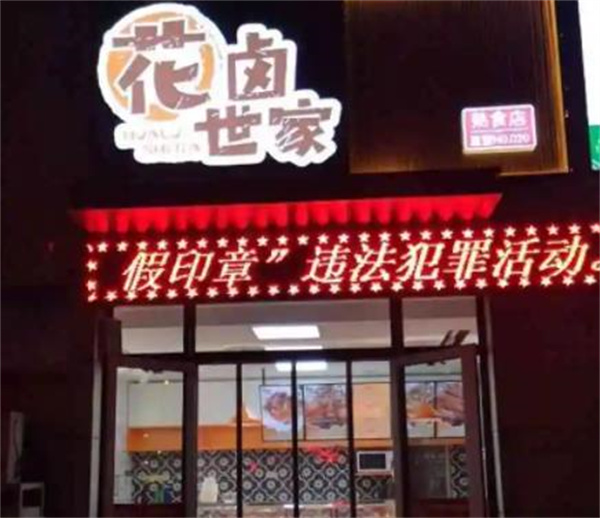 花卤
世家
熟食店
假印章”违法犯罪活动。